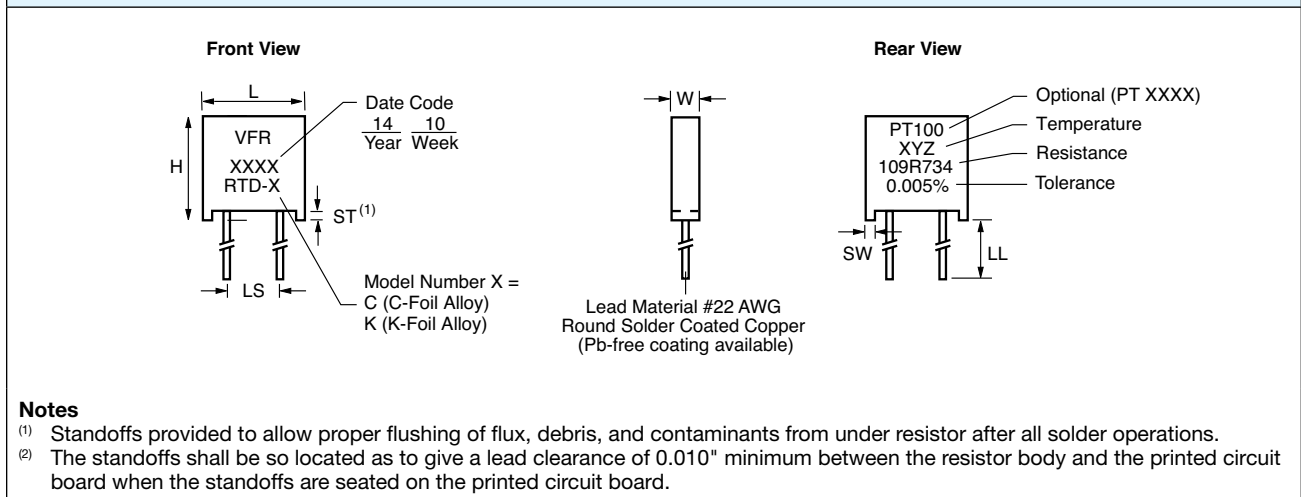 Front View
Rear View
L
Date Code
14 10
Year Week
VFR
XXXX
RTD-X
H
ST(1)
LS
Model Number X =
C (C-Foil Alloy)
K (K-Foil Alloy)
W
Lead Material #22 AWG
Round Solder Coated Copper
(Pb-free coating available)
PT100
XYZ
109R734
0.005%
Optional (PT XXXX)
Temperature
Resistance
Tolerance
SW
LL
Notes
(1) Standoffs provided to allow proper flushing of flux, debris, and contaminants from under resistor after all solder operations.
(2) The standoffs shall be so located as to give a lead clearance of 0.010" minimum between the resistor body and the printed circuit
board when the standoffs are seated on the printed circuit board.